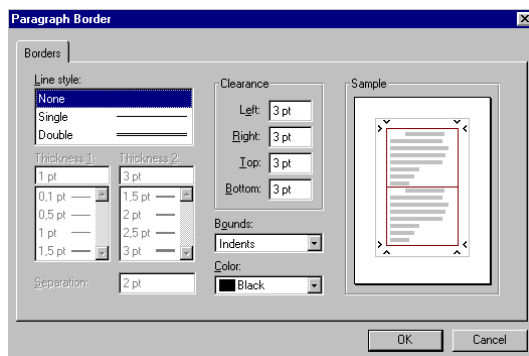 Paragraph Border
Borders
Line style:
None
Single
Double
Thickness 1:
1 pt
0,1 pt
0,5 pt
1 pt
1,5 pt
Thickness 2:
3 pt
1,5 pt
2 pt
2,5 pt
3 pt
Separation:
2 pt
Clearance
Left: 3 pt
Right: 3 pt
Top: 3 pt
Bottom: 3 pt
Bounds:
Indents
Color:
Black
Sample
OK
Cancel